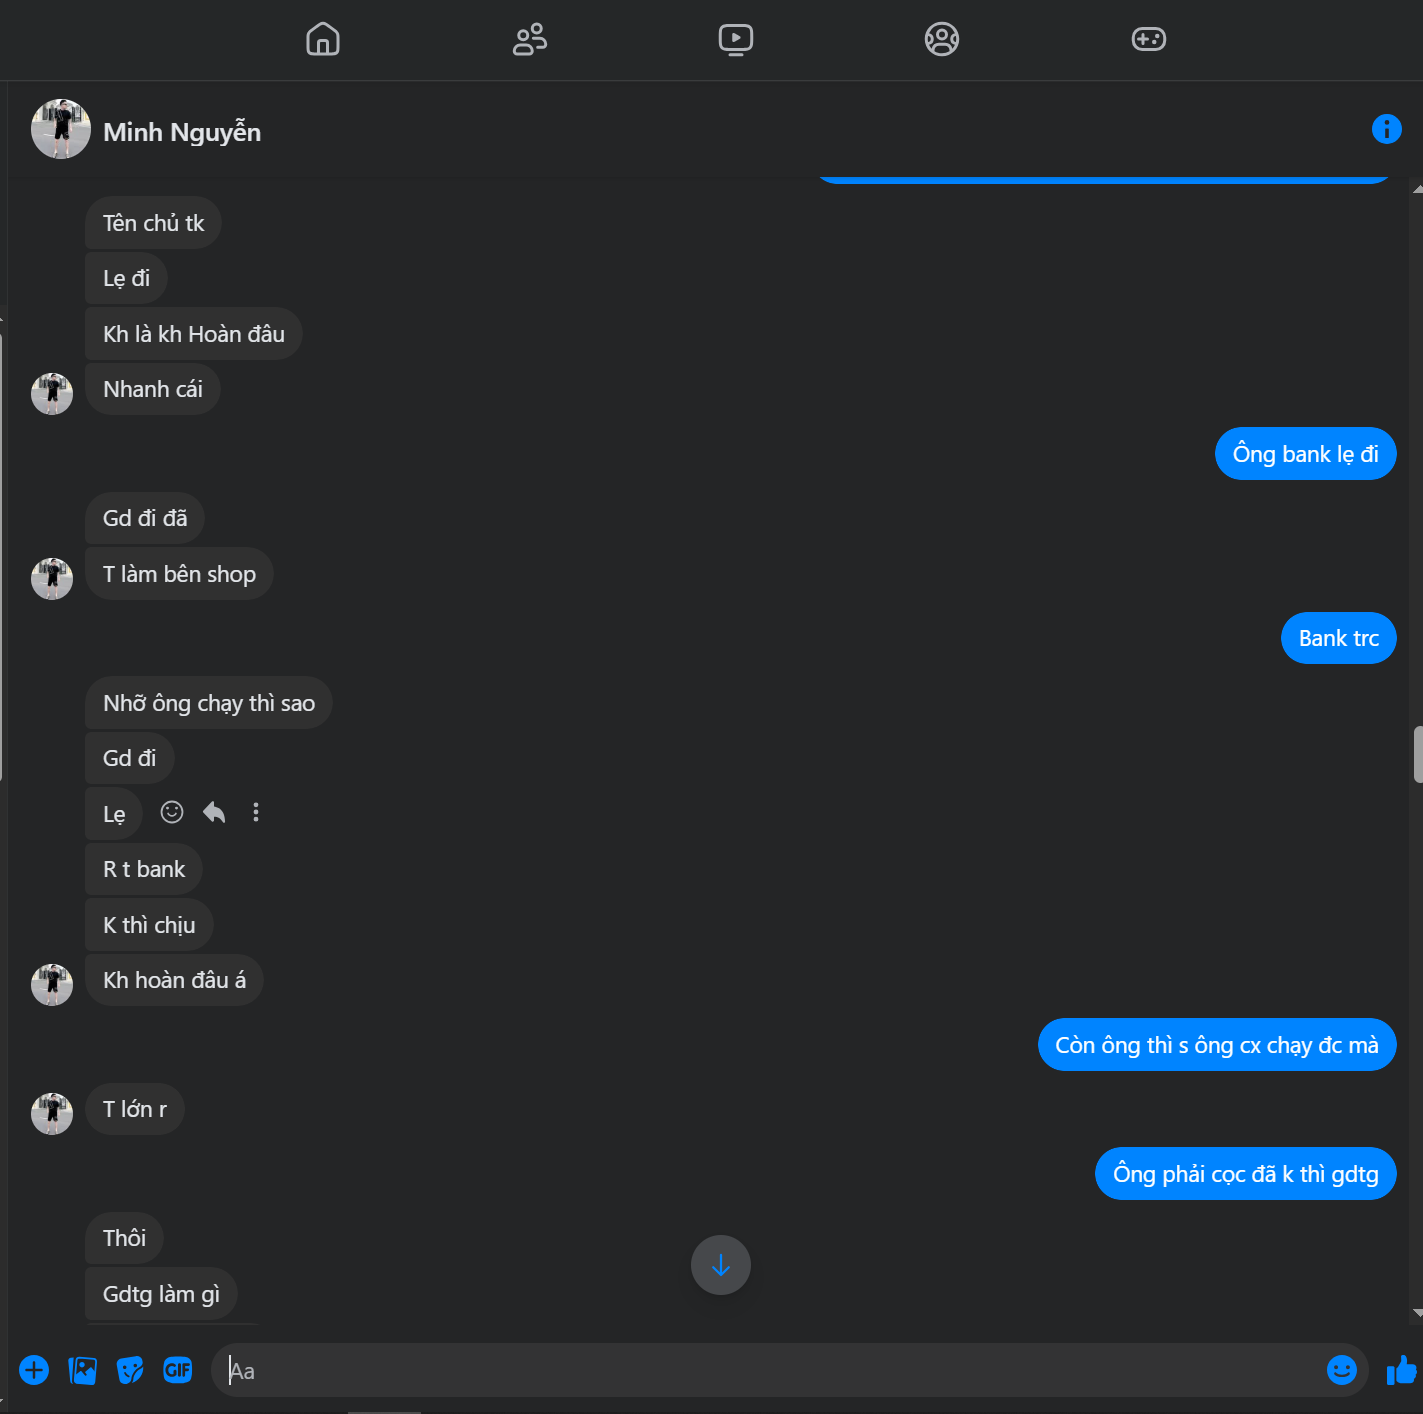 Minh Nguyễn
Tên chủ tk
Lẹ đi
Kh là kh Hoàn đâu
Nhanh cái
Ông bank lẹ đi
Gd đi đã
T làm bên shop
Bank trc
Nhỡ ông chạy thì sao
Gd đi
Lẹ
R t bank
K thì chịu
Kh hoàn đâu á
Còn ông thì s ông cx chạy đc mà
T lớn r
Ông phải cọc đã k thì gdtg
Thôi
Gdtg làm gì
GIF
Aa